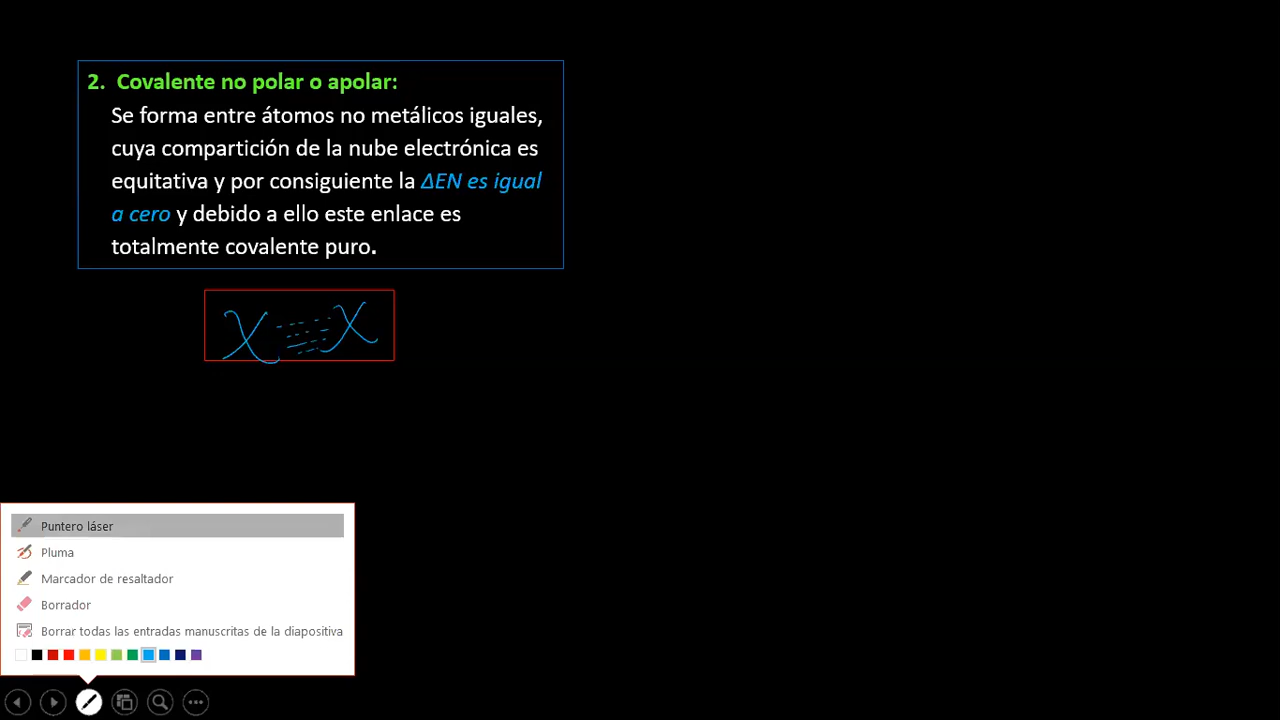 2. Covalente no polar o apolar:
Se forma entre átomos no metálicos iguales,
cuya compartición de la nube electrónica es
equitativa y por consiguiente la ΔEN es igual
a cero y debido a ello este enlace es
totalmente covalente puro.
X X
Puntero láser
Pluma
Marcador de resaltador
Borrador
Borrar todas las entradas manuscritas de la diapositiva